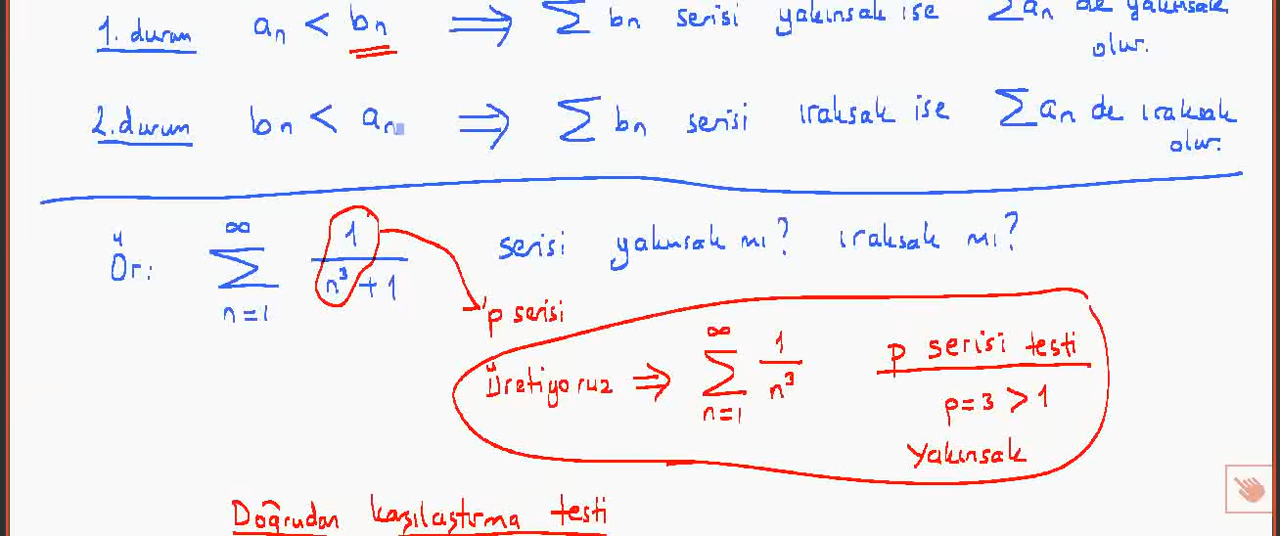 1. durum an < bn ⟹ ∑ bn serisi yakınsak ise ∑ an de yakınsak
olur.
2. durum bn < an ⟹ ∑ bn serisi ıraksak ise ∑ an de ıraksak
olur.
Ör: ∞∑n=1 1/(n³ + 1) serisi yakınsak mı? ıraksak mı?
p serisi
Üretiyoruz ⟹ ∞∑n=1 1/n³ p serisi testi
p = 3 > 1
Yakınsak
Doğrudan kaşılaştırma testi